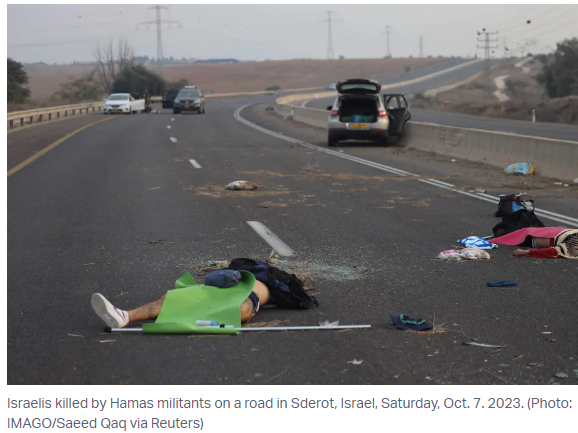 Israelis killed by Hamas militants on a road in Sderot, Israel, Saturday, Oct. 7. 2023. (Photo:
IMAGO/Saeed Qaq via Reuters)